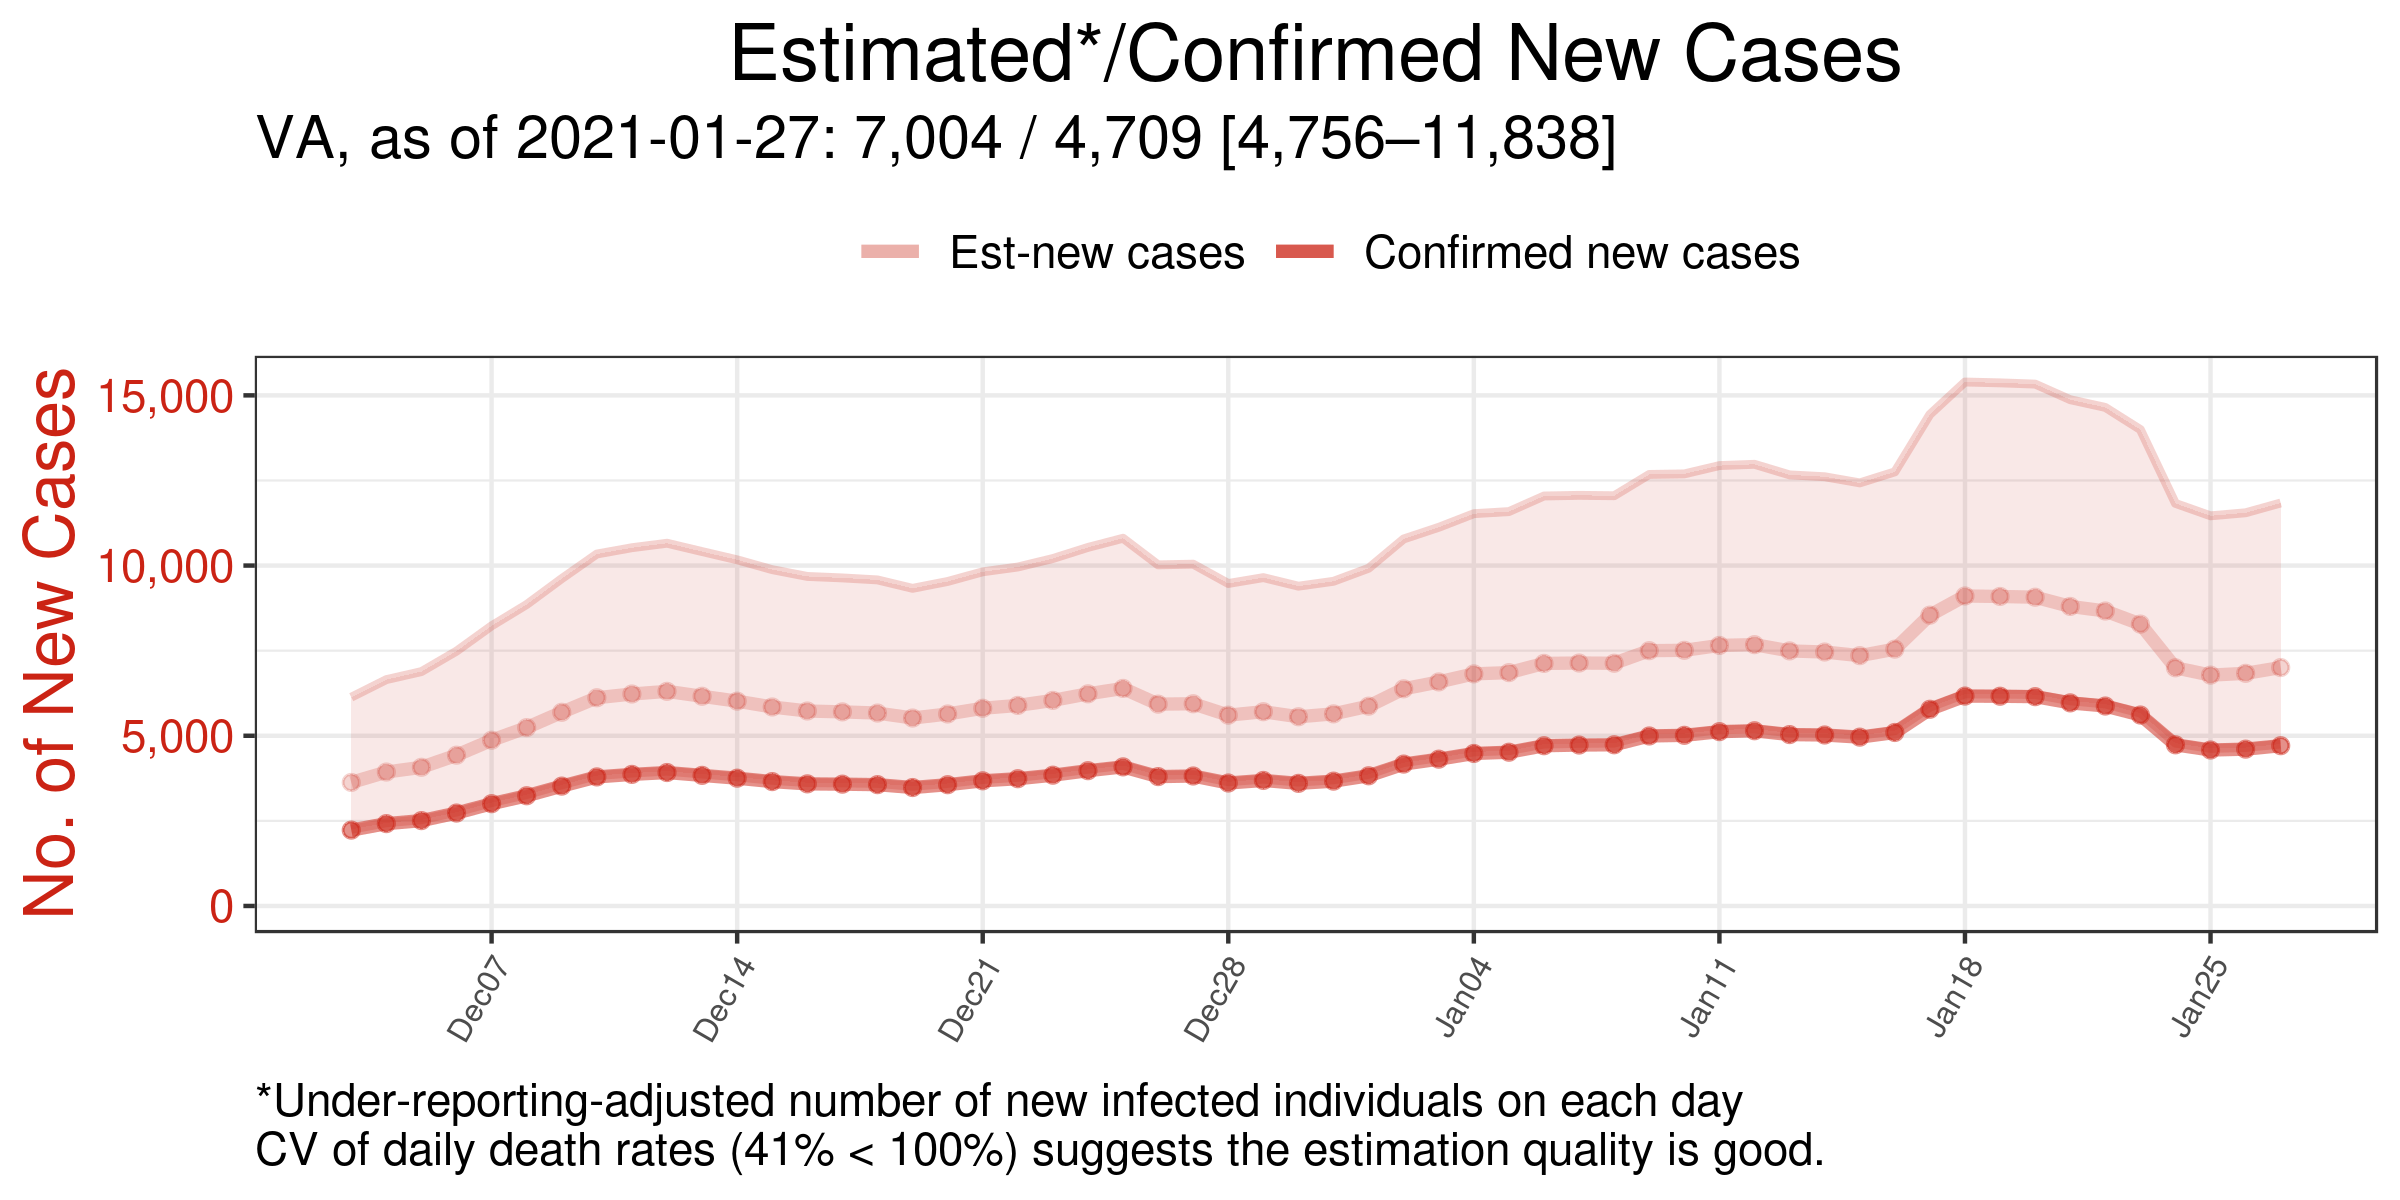 Estimated*/Confirmed New Cases
VA, as of 2021-01-27: 7,004 / 4,709 [4,756–11,838]
Est-new cases
Confirmed new cases
No. of New Cases
15,000
10,000
5,000
0
Dec07
Dec14
Dec21
Dec28
Jan04
Jan11
Jan18
Jan25
*Under-reporting-adjusted number of new infected individuals on each day
CV of daily death rates (41% < 100%) suggests the estimation quality is good.